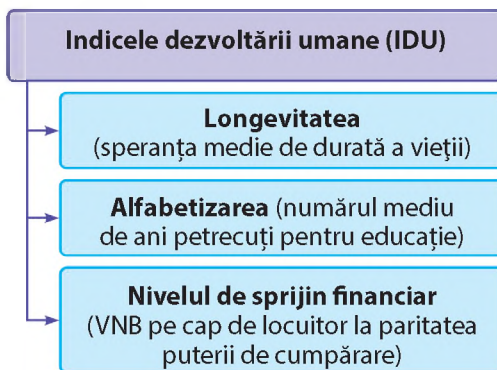 Indicele dezvoltării umane (IDU)
Longevitatea
(speranța medie de durată a vieţii)
Alfabetizarea (numărul mediu
de ani petrecuți pentru educație)
Nivelul de sprijin financiar
(VNB pe cap de locuitor la paritatea
puterii de cumpărare)